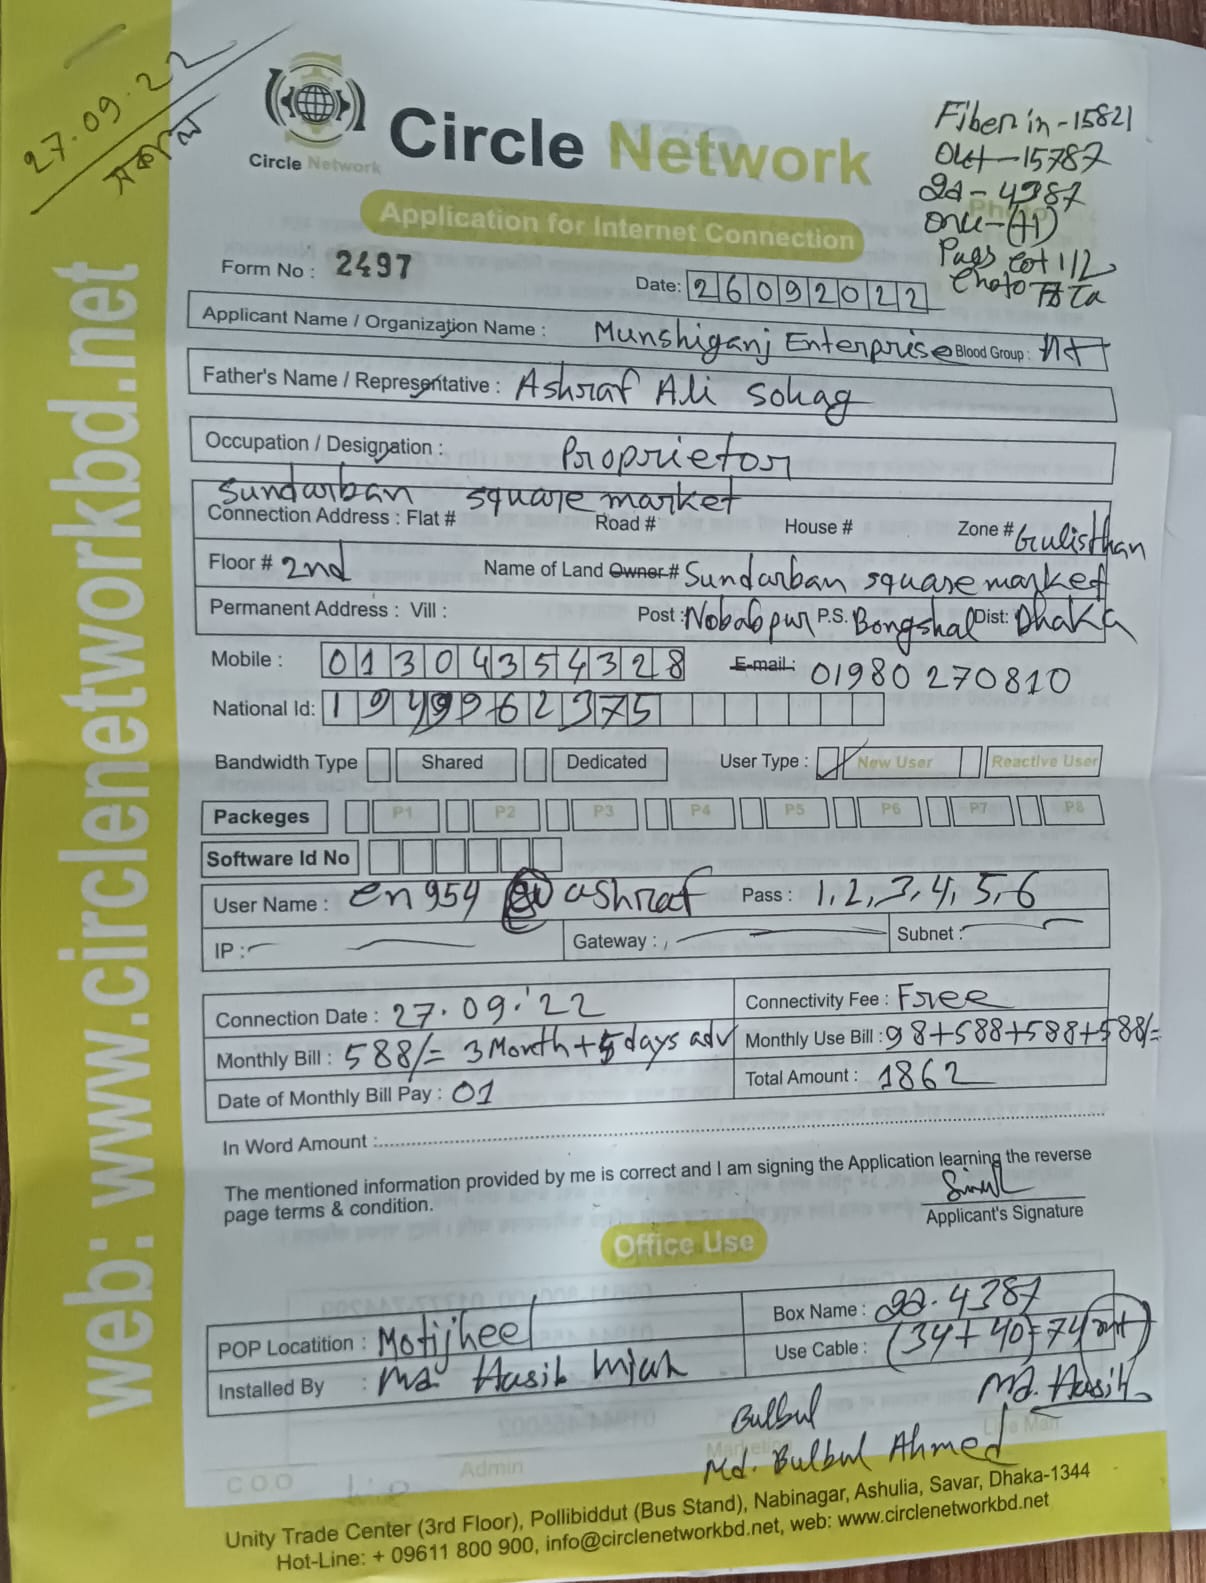 27.09.22
সকাল
Circle Network
Circle Network
Fiber in-15821
Out-15787
4387
onu-(11)
Application for Internet Connection
Form No : 2497
Date: 26092022
Applicant Name / Organization Name : Munshiganj Enterprise Blood Group :
Father's Name / Representative : Ashraf Ali Sohag
Occupation / Designation : Proprietor
Sundarban square market
Connection Address : Flat # Road # House # Zone # Gulisthan
Floor # 2nd Name of Land Owner # Sundarban square market
Permanent Address : Vill : Post : Nobabpur P.S. Bongshal Dist: Dhaka
Mobile : 01304354328 E-mail : 01980 270810
National Id: 1949962375
Bandwidth Type Shared Dedicated User Type : New User Reactive User
Packeges P1 P2 P3 P4 P5 P6 P7 P8
Software Id No
User Name : en954 ashraf Pass : 1,2,3,4,5,6
IP : Gateway : Subnet :
Connection Date : 27.09.'22 Connectivity Fee : Free
Monthly Bill : 588/= 3 Month+5 days adv Monthly Use Bill : 98+588+588+588/=
Date of Monthly Bill Pay : 01 Total Amount : 1862
In Word Amount :
The mentioned information provided by me is correct and I am signing the Application learning the reverse
page terms & condition.
Applicant's Signature
Office Use
POP Locatition : Motijheel Box Name : 4387
Installed By : Md Hasib Miah Use Cable : (34+40)=74 mt
Md. Hasib
Bulbul
Md. Bulbul Ahmed
COO Admin Marketing Line Man
Unity Trade Center (3rd Floor), Pollibiddut (Bus Stand), Nabinagar, Ashulia, Savar, Dhaka-1344
Hot-Line: + 09611 800 900, info@circlenetworkbd.net, web: www.circlenetworkbd.net
web: www.circlenetworkbd.net